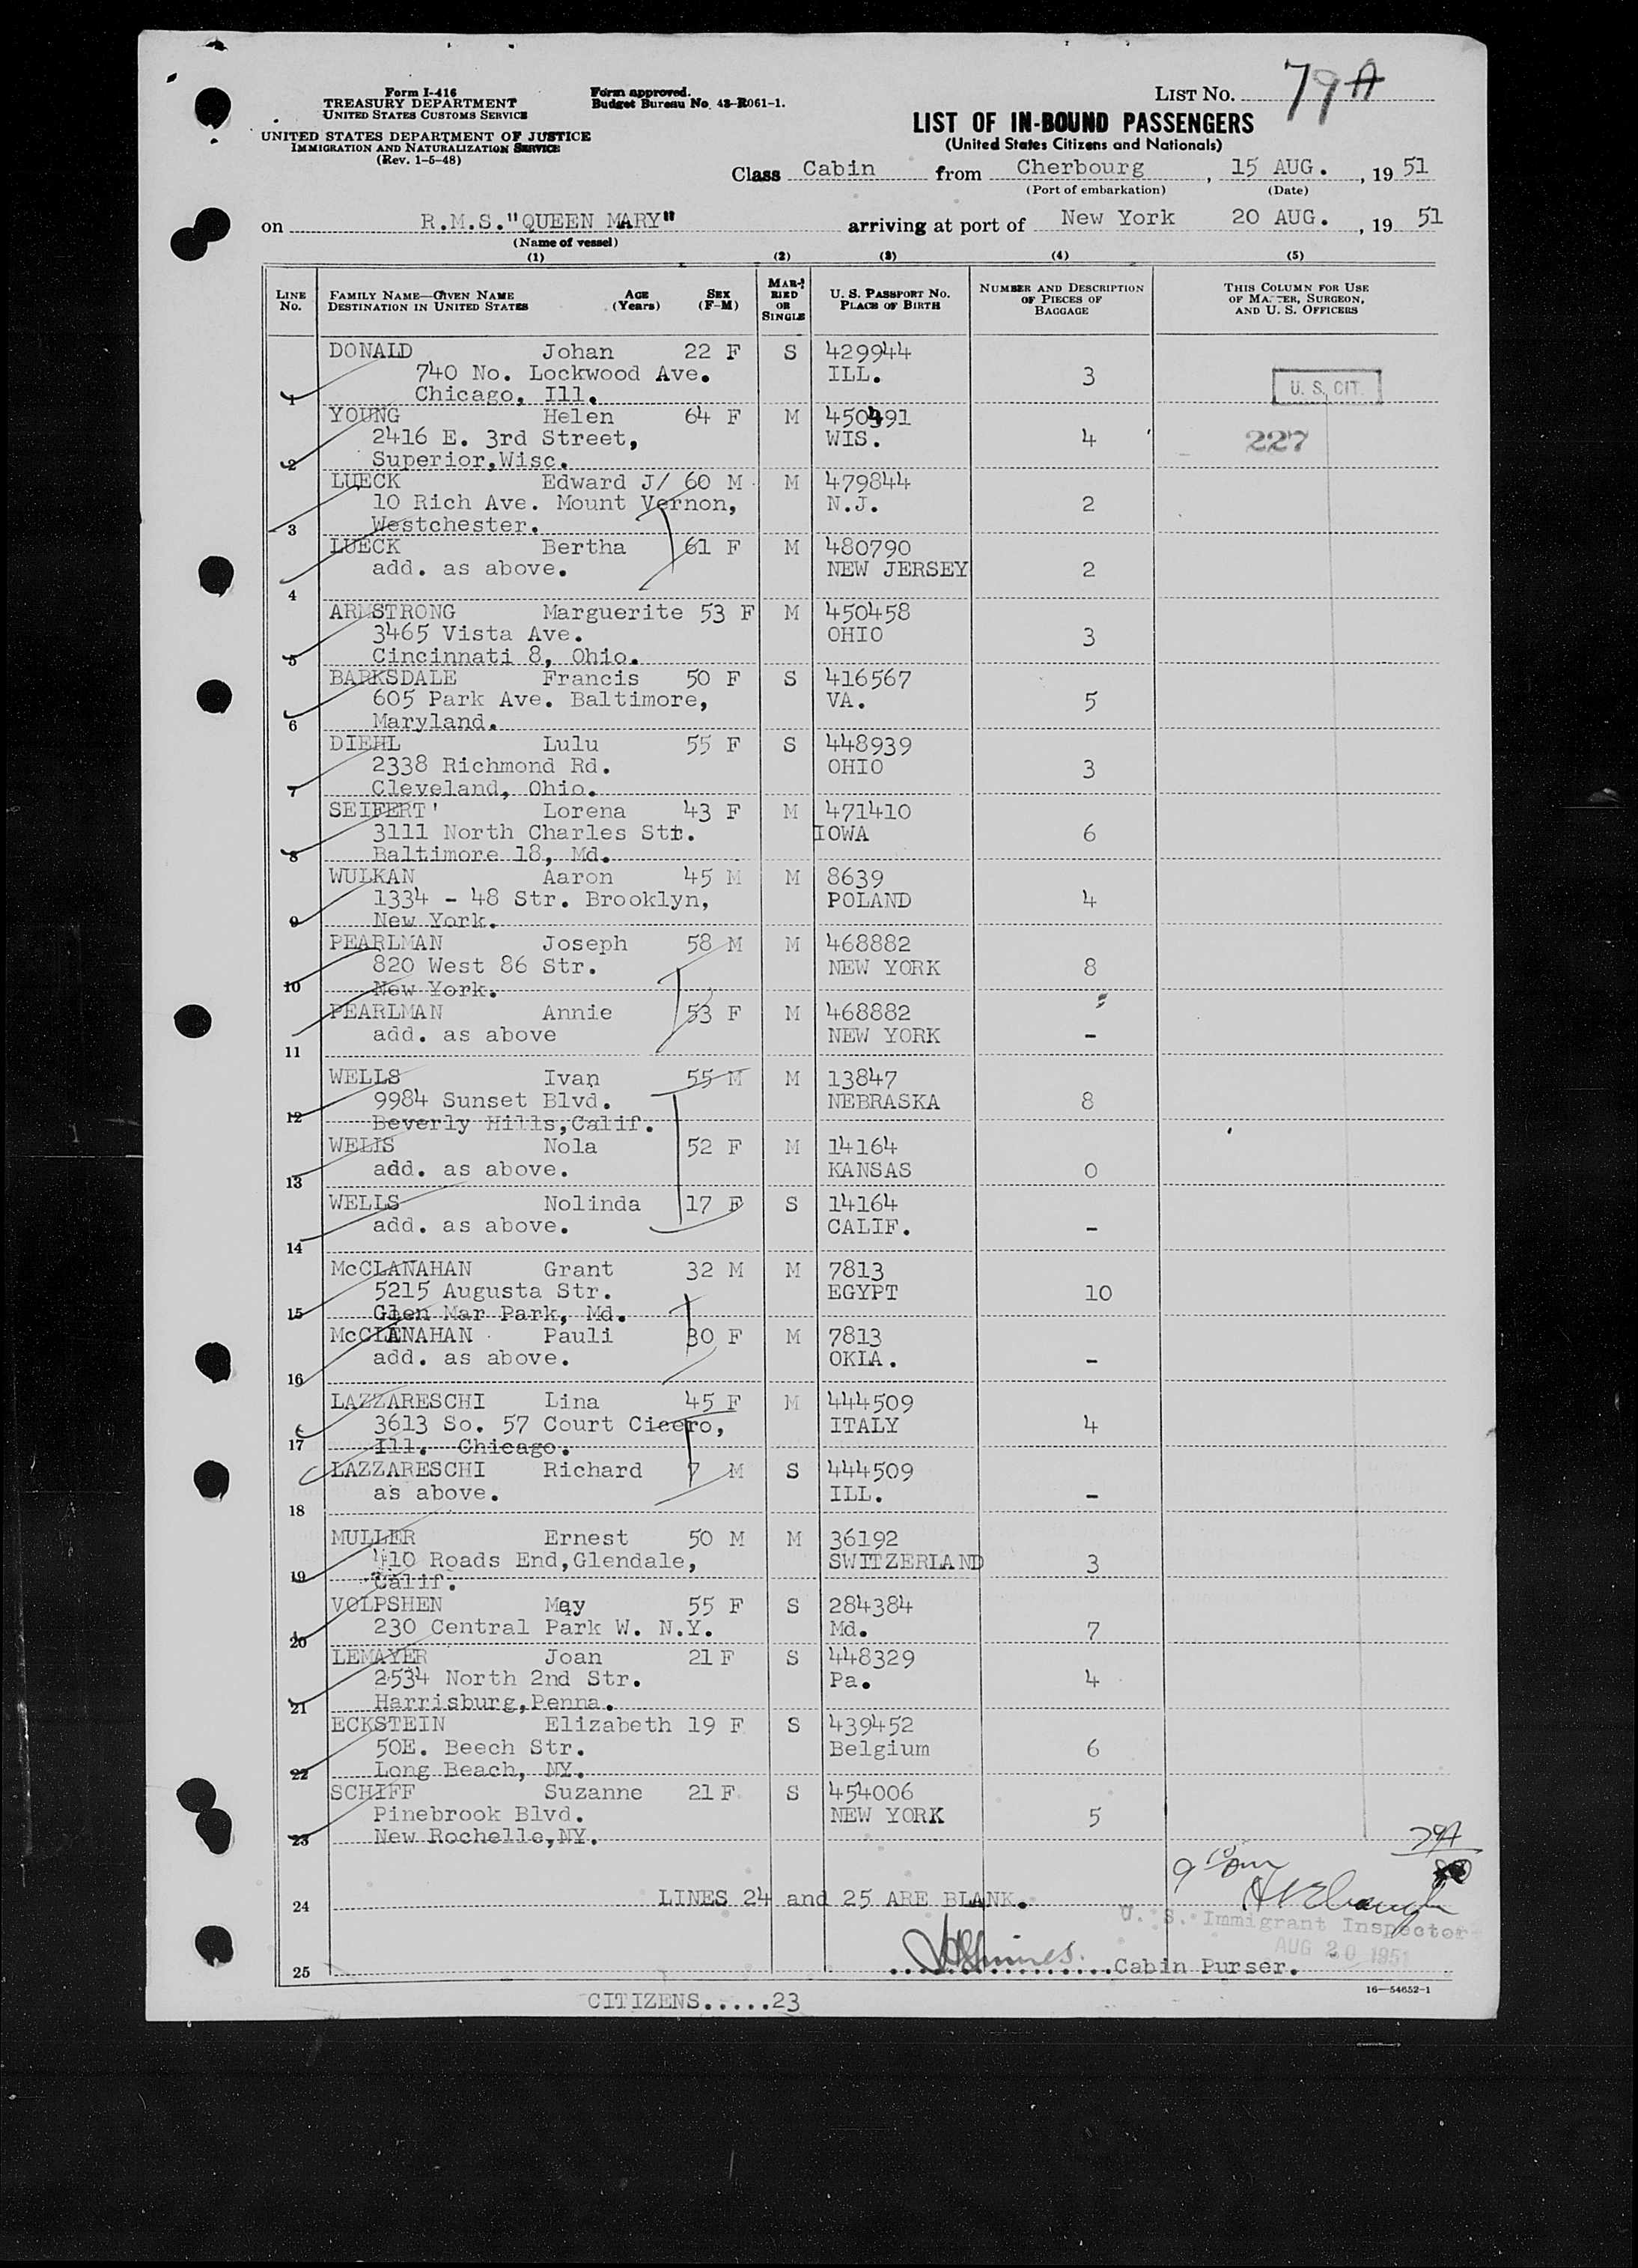 Form I-416
TREASURY DEPARTMENT
UNITED STATES CUSTOMS SERVICE
UNITED STATES DEPARTMENT OF JUSTICE
IMMIGRATION AND NATURALIZATION SERVICE
(Rev. 1-5-48)
Form approved.
Budget Bureau No. 43-R061-1.
LIST NO. 79A
LIST OF IN-BOUND PASSENGERS
(United States Citizens and Nationals)
Class Cabin from Cherbourg, 15 AUG., 19 51
(Port of embarkation) (Date)
on R.M.S."QUEEN MARY" arriving at port of New York 20 AUG., 19 51
(Name of vessel)
(1) (2) (3) (4) (5)
LINE NO. FAMILY NAME—GIVEN NAME DESTINATION IN UNITED STATES AGE (Years) SEX (F-M) MARRIED OR SINGLE U. S. PASSPORT NO. PLACE OF BIRTH NUMBER AND DESCRIPTION OF PIECES OF BAGGAGE THIS COLUMN FOR USE OF MASTER, SURGEON, AND U. S. OFFICERS
DONALD Johan 22 F S 429944
740 No. Lockwood Ave. ILL. 3 U. S. CIT.
1 Chicago, Ill.
YOUNG Helen 64 F M 450491
2416 E. 3rd Street, WIS. 4 227
2 Superior,Wisc.
LUECK Edward J/ 60 M M 479844
10 Rich Ave. Mount Vernon, N.J. 2
3 Westchester.
LUECK Bertha 61 F M 480790
add. as above. NEW JERSEY 2
4
ARMSTRONG Marguerite 53 F M 450458
3465 Vista Ave. OHIO 3
5 Cincinnati 8, Ohio.
BARKSDALE Francis 50 F S 416567
605 Park Ave. Baltimore, VA. 5
6 Maryland.
DIEHL Lulu 55 F S 448939
2338 Richmond Rd. OHIO 3
7 Cleveland, Ohio.
SEIFERT' Lorena 43 F M 471410
3111 North Charles Str. IOWA 6
8 Baltimore 18, Md.
WULKAN Aaron 45 M M 8639
1334 - 48 Str. Brooklyn, POLAND 4
9 New York.
PEARLMAN Joseph 58 M M 468882
820 West 86 Str. NEW YORK 8
10 New York.
PEARLMAN Annie 53 F M 468882
add. as above NEW YORK -
11
WELLS Ivan 55 M M 13847
9984 Sunset Blvd. NEBRASKA 8
12 Beverly Hills,Calif.
WELLS Nola 52 F M 14164
add. as above. KANSAS 0
13
WELLS Nolinda 17 F S 14164
add. as above. CALIF. -
14
McCLANAHAN Grant 32 M M 7813
5215 Augusta Str. EGYPT 10
15 Glen Mar Park, Md.
McCLANAHAN Pauli 30 F M 7813
add. as above. OKLA. -
16
LAZZARESCHI Lina 45 F M 444509
3613 So. 57 Court Cicero, ITALY 4
17 Ill. Chicago.
LAZZARESCHI Richard 7 M S 444509
as above. ILL. -
18
MULLER Ernest 50 M M 36192
410 Roads End,Glendale, SWITZERLAND 3
19 Calif.
VOLPSHEN May 55 F S 284384
20 230 Central Park W. N.Y. Md. 7
LEMAYER Joan 21 F S 448329
2534 North 2nd Str. Pa. 4
21 Harrisburg,Penna.
ECKSTEIN Elizabeth 19 F S 439452
50E. Beech Str. Belgium 6
22 Long Beach, NY.
SCHIFF Suzanne 21 F S 454006
Pinebrook Blvd. NEW YORK 5
23 New Rochelle,NY.
79A
24 LINES 24 and 25 ARE BLANK.
U. S. Immigrant Inspector
AUG 20 1951
25 Cabin Purser.
16—54652-1
CITIZENS.....23